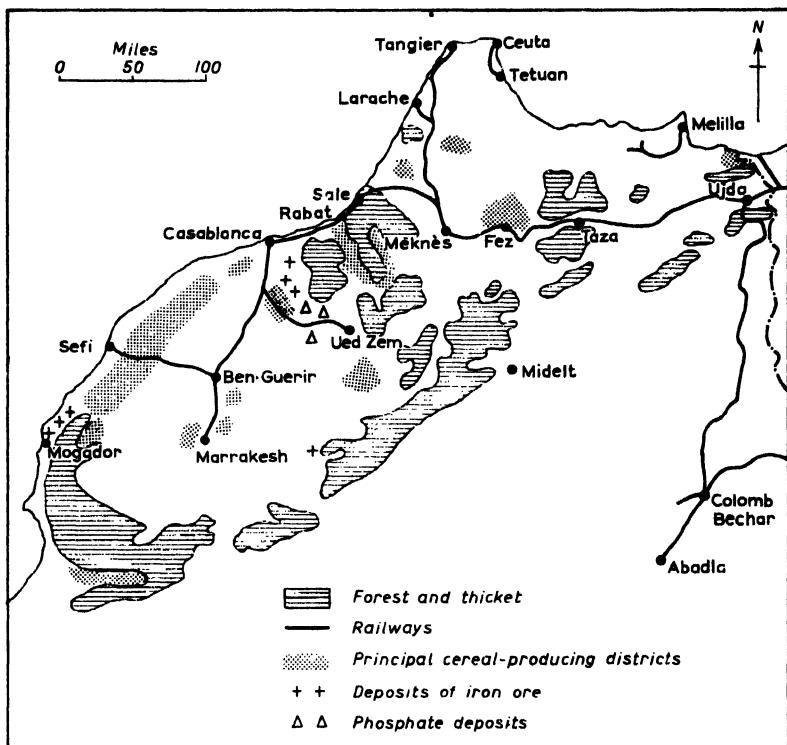 Miles
0 50 100
N
Tangier
Ceuta
Tetuan
Larache
Melilla
Sale
Rabat
Ujda
Casablanca
Méknès
Fez
Taza
Sefi
Ued Zem
Ben Guerir
Midelt
Mogador
Marrakesh
Colomb
Bechar
Abadla
Forest and thicket
Railways
Principal cereal-producing districts
Deposits of iron ore
Phosphate deposits